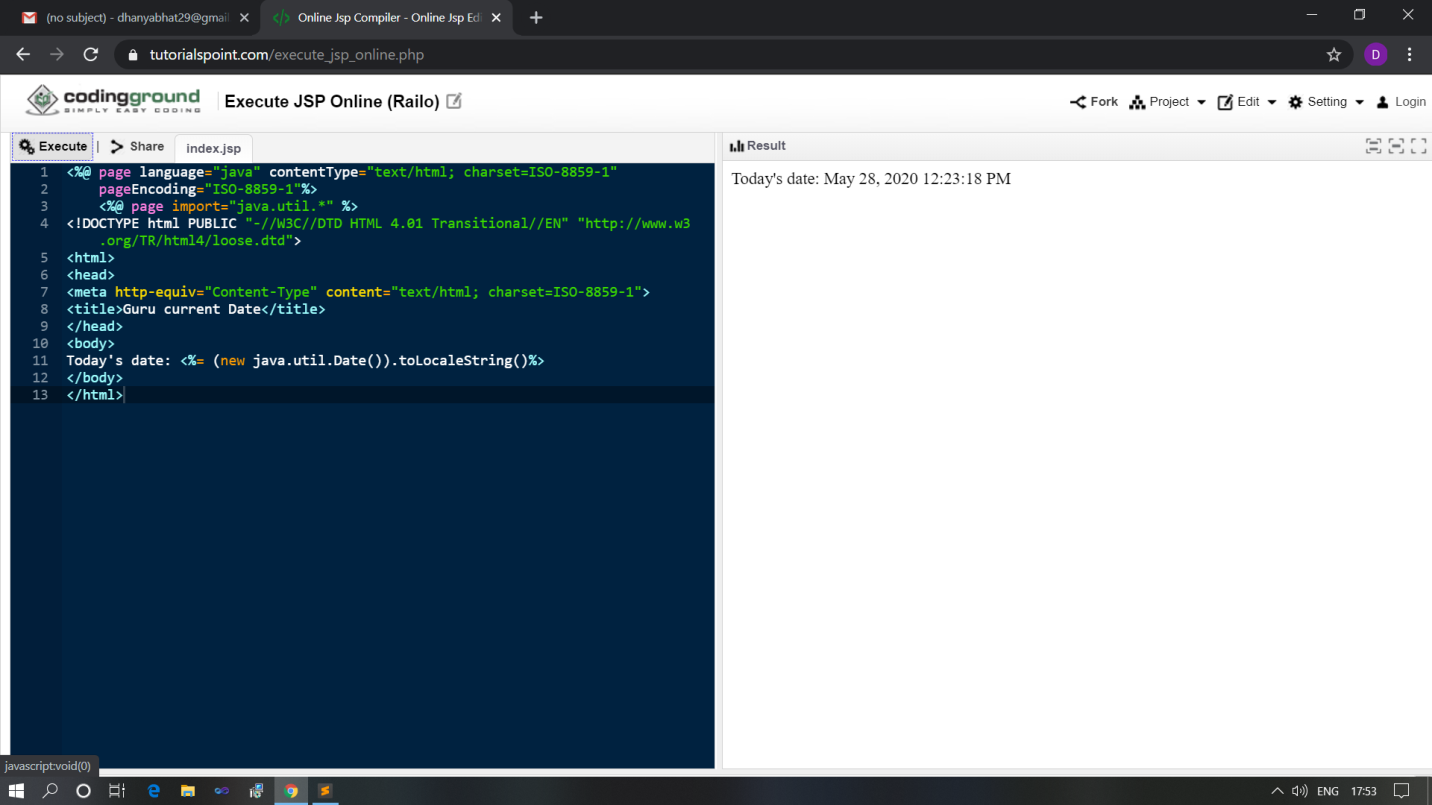 (no subject) - dhanyabhat29@gmail
Online Jsp Compiler - Online Jsp Edi
tutorialspoint.com/execute_jsp_online.php
D
codingground
SIMPLY EASY CODING
Execute JSP Online (Railo)
Fork Project Edit Setting Login
Execute | Share index.jsp
Result
1 <%@ page language="java" contentType="text/html; charset=ISO-8859-1"
2 pageEncoding="ISO-8859-1"%>
3 <%@ page import="java.util.*" %>
4 <!DOCTYPE html PUBLIC "-//W3C//DTD HTML 4.01 Transitional//EN" "http://www.w3
.org/TR/html4/loose.dtd">
5 <html>
6 <head>
7 <meta http-equiv="Content-Type" content="text/html; charset=ISO-8859-1">
8 <title>Guru current Date</title>
9 </head>
10 <body>
11 Today's date: <%= (new java.util.Date()).toLocaleString()%>
12 </body>
13 </html>
Today's date: May 28, 2020 12:23:18 PM
javascript:void(0)
ENG 17:53